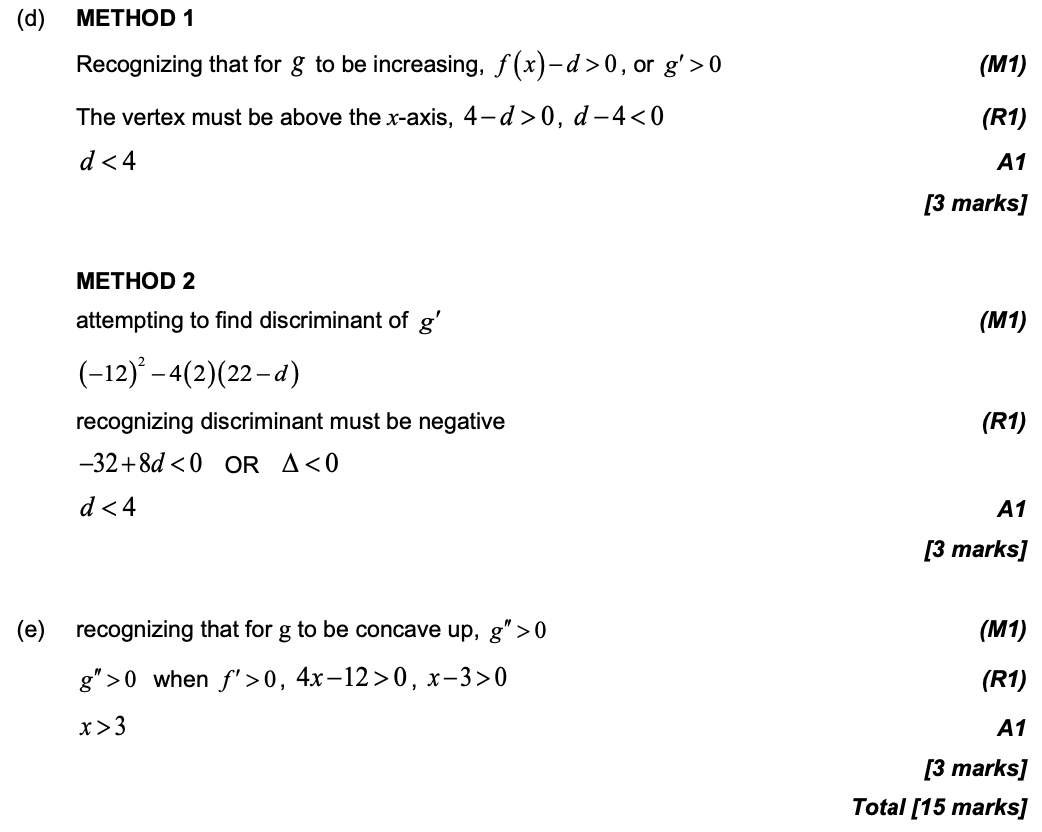 (d) METHOD 1
Recognizing that for g to be increasing, f(x)−d>0, or g′>0 (M1)
The vertex must be above the x-axis, 4−d>0, d−4<0 (R1)
d<4 A1
[3 marks]
METHOD 2
attempting to find discriminant of g′ (M1)
(−12)²−4(2)(22−d)
recognizing discriminant must be negative (R1)
−32+8d<0 OR Δ<0
d<4 A1
[3 marks]
(e) recognizing that for g to be concave up, g″>0 (M1)
g″>0 when f′>0, 4x−12>0, x−3>0 (R1)
x>3 A1
[3 marks]
Total [15 marks]